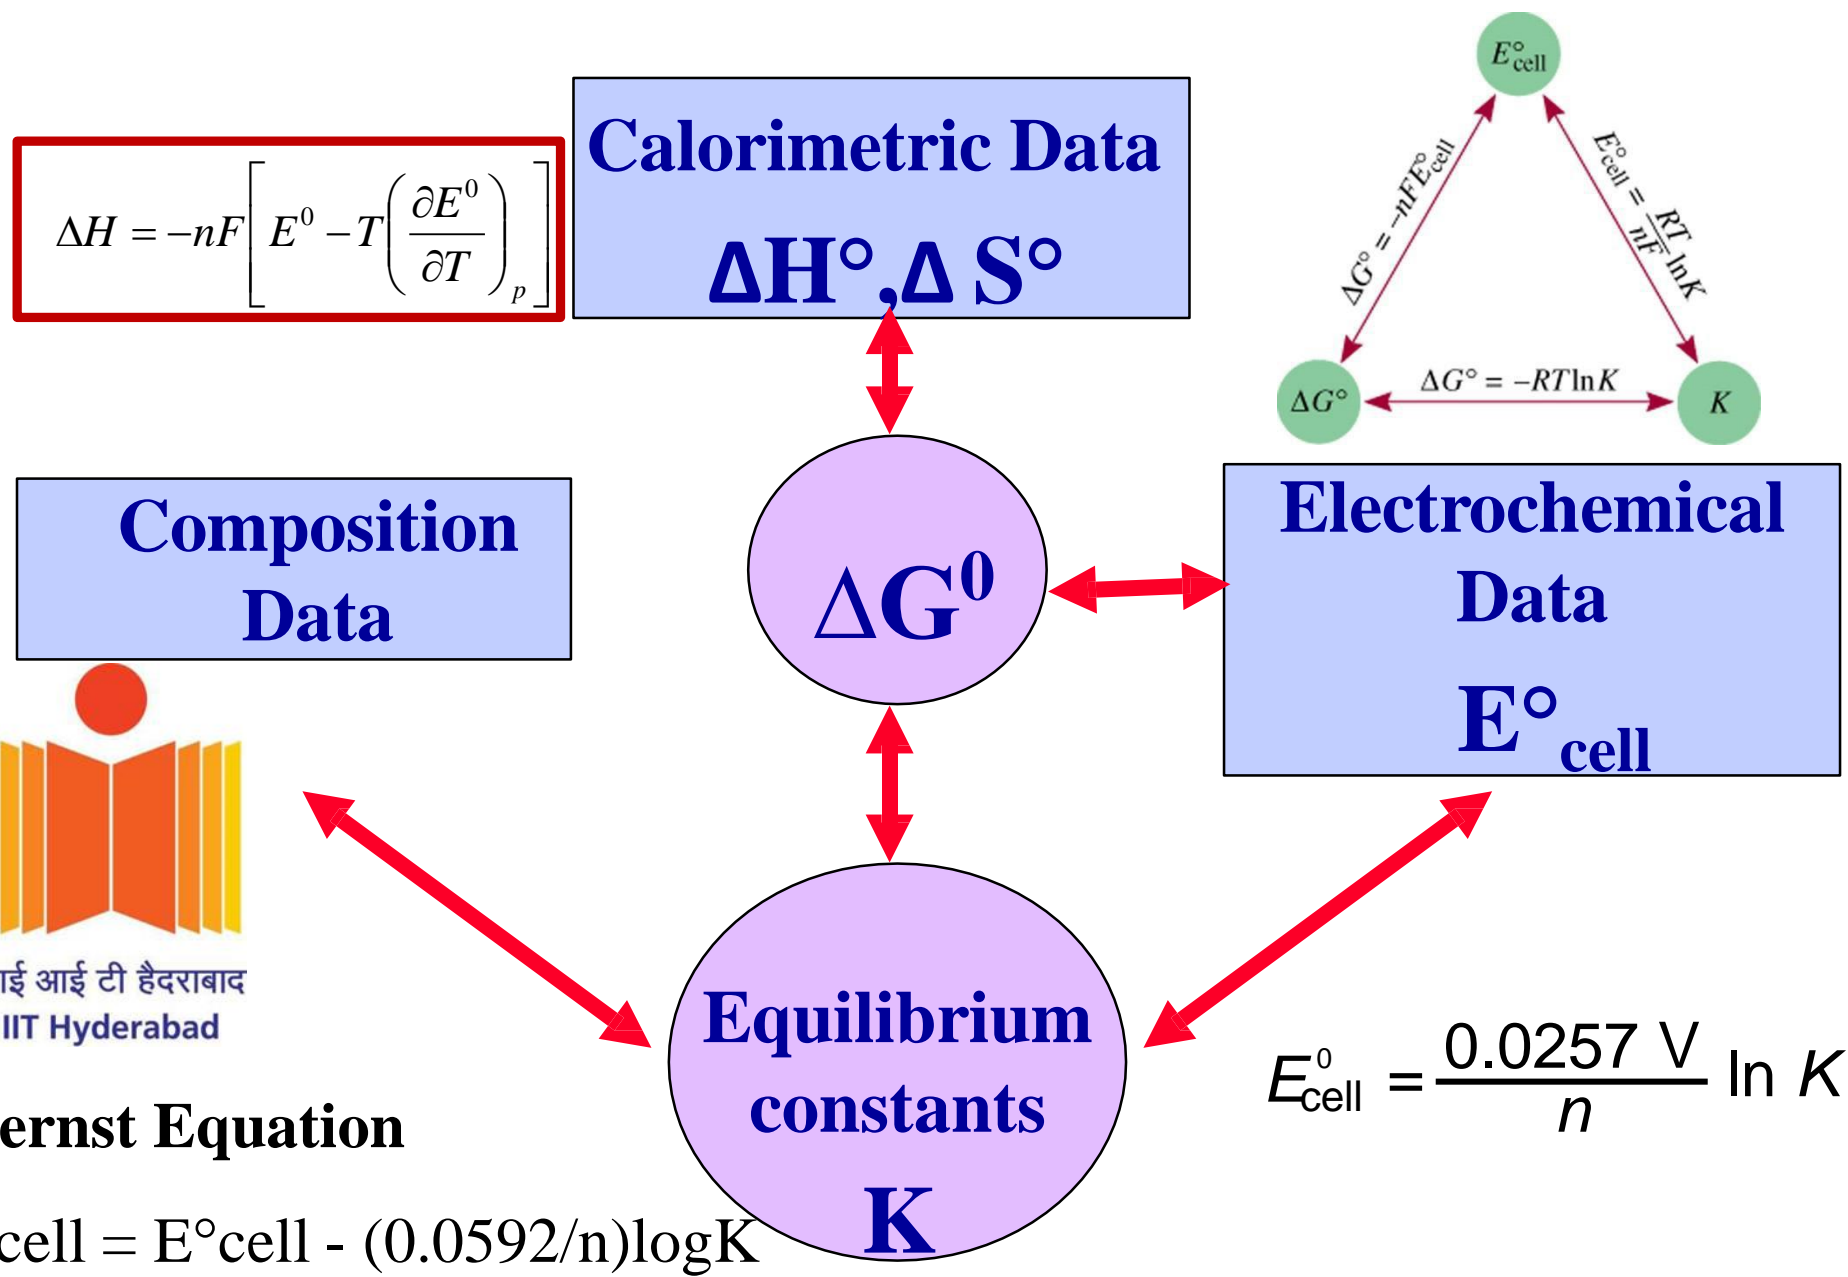 E°cell
ΔG° = −nFE°cell
E°cell = RT/nF lnK
ΔG° = −RT lnK
ΔG°
K
Calorimetric Data
ΔH°,Δ S°
ΔH = −nF[E⁰ − T(∂E⁰/∂T)p]
Composition
Data
ΔG⁰
Electrochemical
Data
E°cell
ाई आई टी हैदराबाद
IIT Hyderabad
Equilibrium
constants
K
E⁰cell = 0.0257 V/n ln K
ernst Equation
cell = E°cell - (0.0592/n)logK